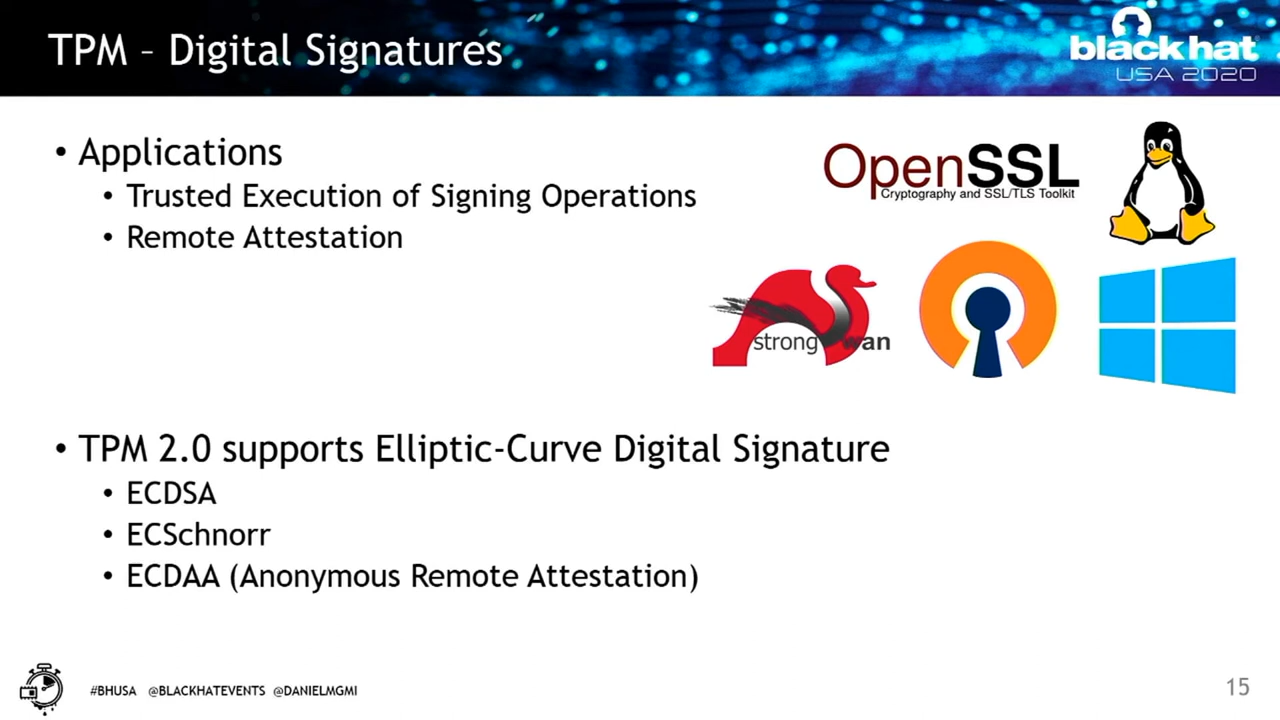 TPM – Digital Signatures
black hat
USA 2020
• Applications
• Trusted Execution of Signing Operations
• Remote Attestation
OpenSSL
Cryptography and SSL/TLS Toolkit
strongSwan
• TPM 2.0 supports Elliptic-Curve Digital Signature
• ECDSA
• ECSchnorr
• ECDAA (Anonymous Remote Attestation)
#BHUSA @BLACKHATEVENTS @DANIELMGMI
15